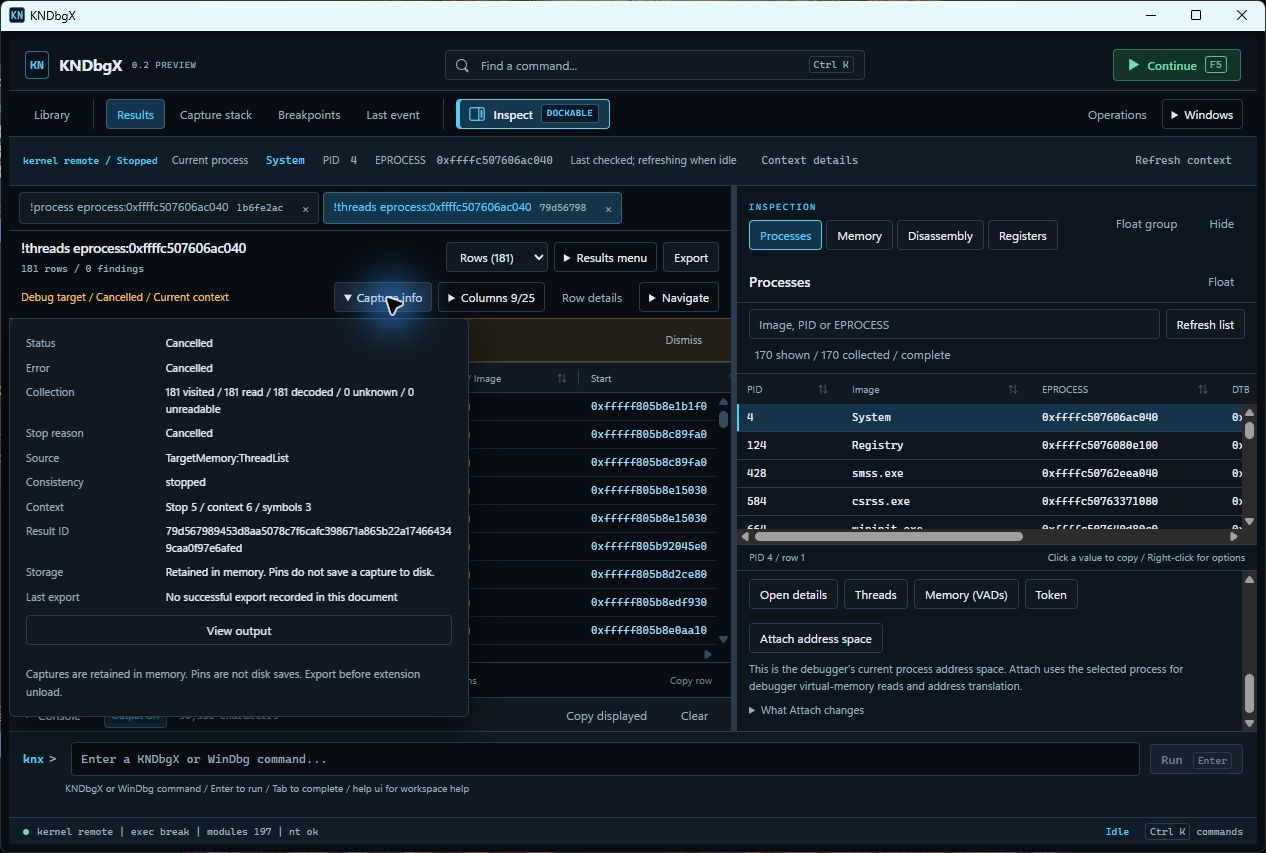 KN KNDbgX
KN KNDbgX 0.2 PREVIEW
Find a command... Ctrl K
Continue F5
Library Results Capture stack Breakpoints Last event Inspect DOCKABLE Operations Windows
kernel remote / Stopped Current process System PID 4 EPROCESS 0xffffc507606ac040 Last checked; refreshing when idle Context details Refresh context
!process eprocess:0xffffc507606ac040 1b6fe2ac × !threads eprocess:0xffffc507606ac040 79d56798 ×
!threads eprocess:0xffffc507606ac040
181 rows / 0 findings
Rows (181) Results menu Export
Debug target / Cancelled / Current context
Capture info Columns 9/25 Row details Navigate
Status Cancelled
Error Cancelled
Collection 181 visited / 181 read / 181 decoded / 0 unknown / 0
unreadable
Stop reason Cancelled
Source TargetMemory:ThreadList
Consistency stopped
Context Stop 5 / context 6 / symbols 3
Result ID 79d567989453d8aa5078c7f6cafc398671a865b22a17466434
9caa0f97e6afed
Storage Retained in memory. Pins do not save a capture to disk.
Last export No successful export recorded in this document
View output
Captures are retained in memory. Pins are not disk saves. Export before extension
unload.
Dismiss
/ Image Start
0xfffff805b8e1b1f0
0xfffff805b8c89fa0
0xfffff805b8c89fa0
0xfffff805b8e15030
0xfffff805b8e15030
0xfffff805b92045e0
0xfffff805b8d2ce80
0xfffff805b8edf930
0xfffff805b8e0aa10
Copy row
Console
Copy displayed Clear
INSPECTION
Processes Memory Disassembly Registers Float group Hide
Processes Float
Image, PID or EPROCESS Refresh list
170 shown / 170 collected / complete
PID Image EPROCESS DTB
4 System 0xffffc507606ac040 0x
124 Registry 0xffffc5076080e100 0x
428 smss.exe 0xffffc50762eea040 0x
584 csrss.exe 0xffffc50763371080 0x
PID 4 / row 1 Click a value to copy / Right-click for options
Open details Threads Memory (VADs) Token
Attach address space
This is the debugger's current process address space. Attach uses the selected process for
debugger virtual-memory reads and address translation.
What Attach changes
knx > Enter a KNDbgX or WinDbg command... Run Enter
KNDbgX or WinDbg command / Enter to run / Tab to complete / help ui for workspace help
kernel remote | exec break | modules 197 | nt ok Idle Ctrl K commands